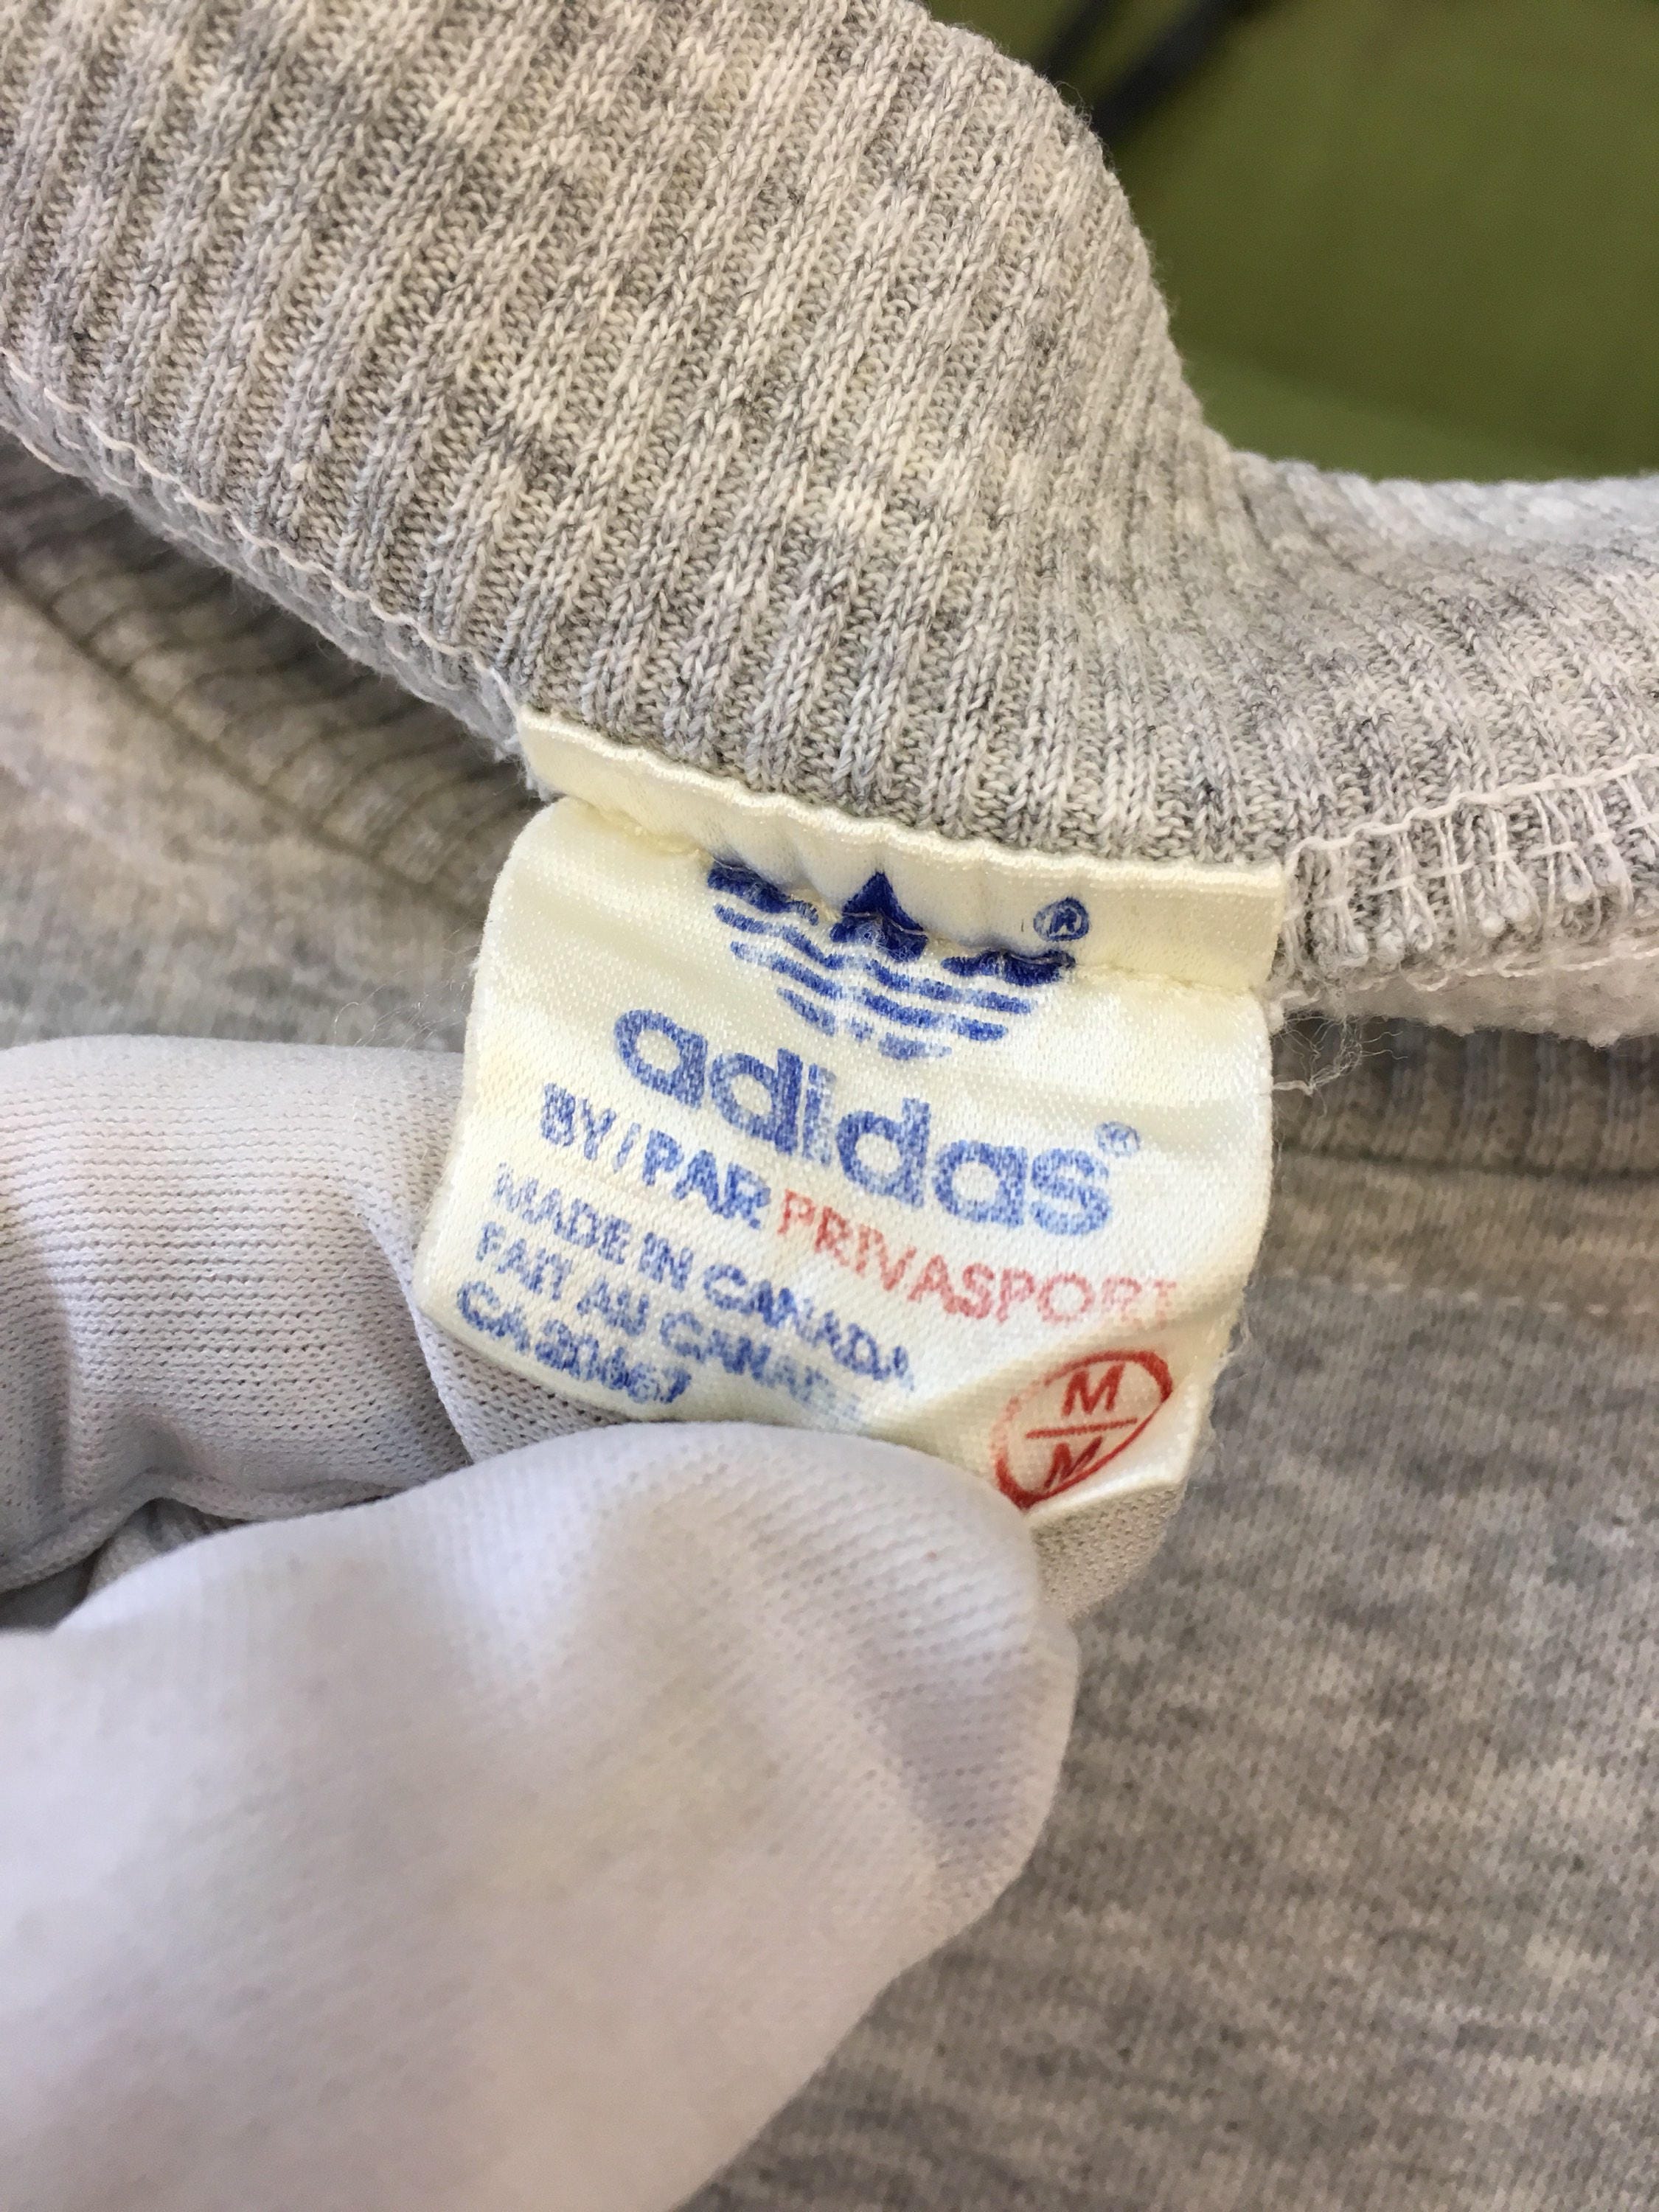 ®
adidas®
BY/PAR PRIVASPORT
MADE IN CANADA
FAIT AU CANADA
M
M